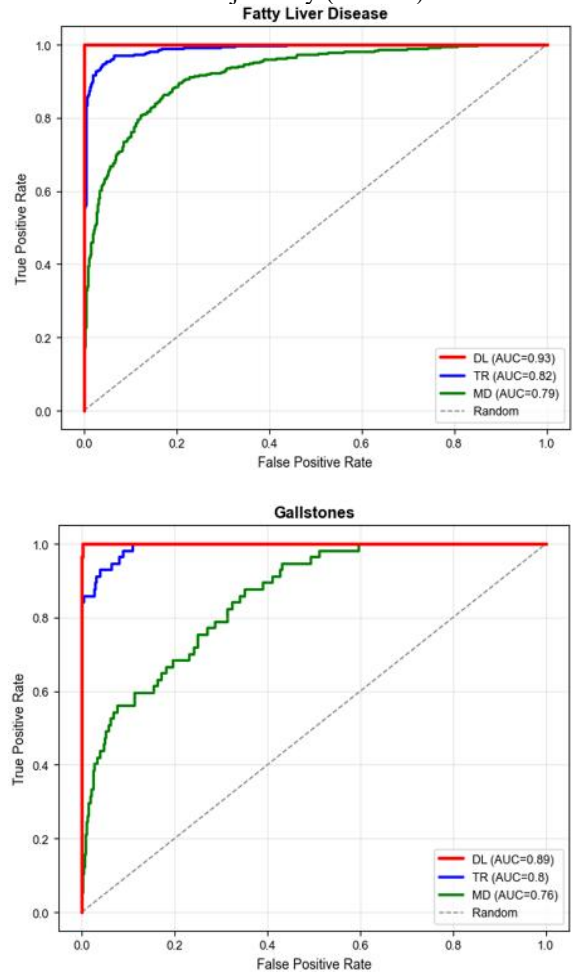 Fatty Liver Disease
1.0
0.8
0.6
0.4
0.2
0.0
True Positive Rate
DL (AUC=0.93)
TR (AUC=0.82)
MD (AUC=0.79)
Random
0.0 0.2 0.4 0.6 0.8 1.0
False Positive Rate
Gallstones
1.0
0.8
0.6
0.4
0.2
0.0
True Positive Rate
DL (AUC=0.89)
TR (AUC=0.8)
MD (AUC=0.76)
Random
0.0 0.2 0.4 0.6 0.8 1.0
False Positive Rate